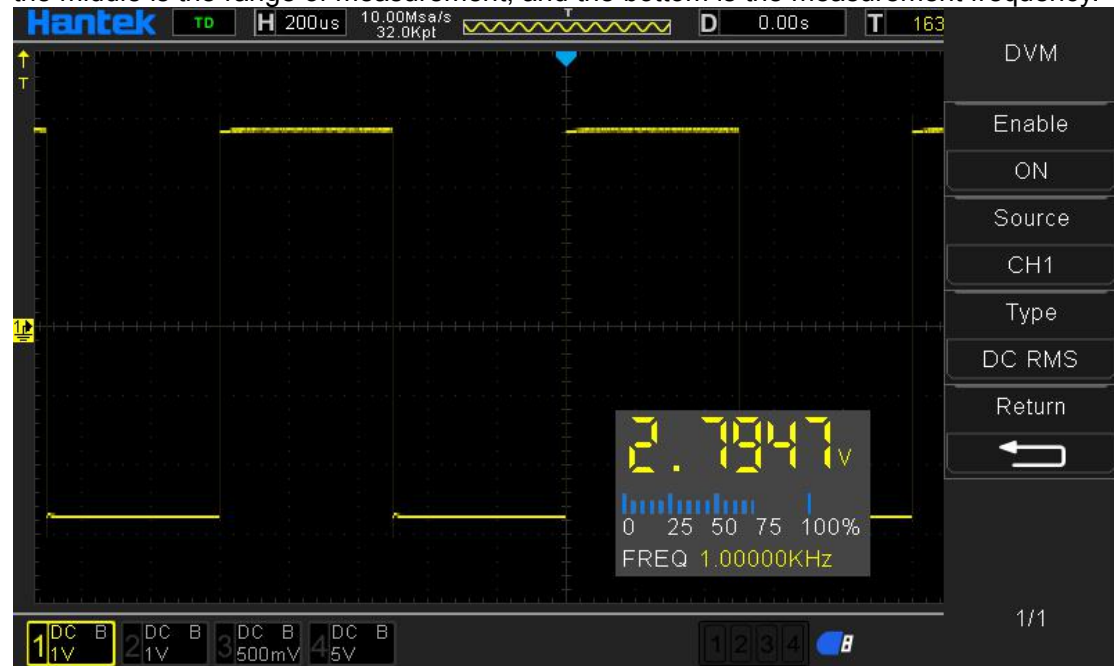 the middle is the range of measurement, and the bottom is the measurement frequency.
Hantek TD H 200us 10.00Msa/s 32.0Kpt T D 0.00s T 163
T
DVM
Enable
ON
Source
CH1
Type
DC RMS
Return
2.7947V
0 25 50 75 100%
FREQ 1.00000KHz
1/1
1 DC B 1V 2 DC B 1V 3 DC B 500mV 4 DC B 5V 1 2 3 4